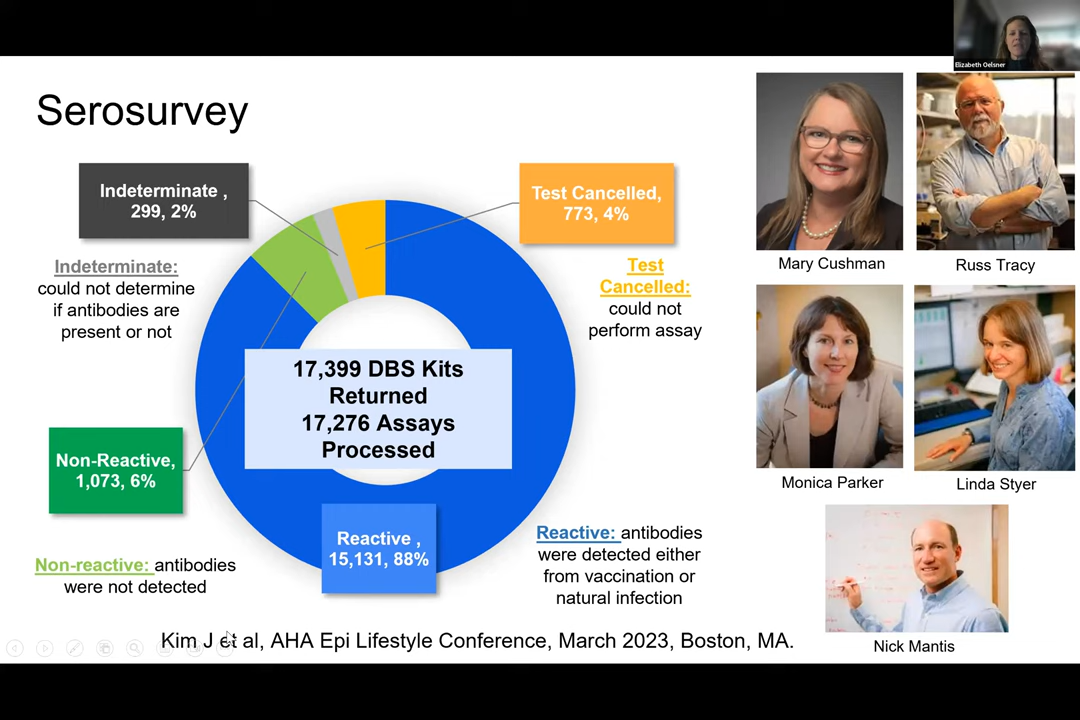 Elizabeth Oelsner
Serosurvey
Indeterminate ,
299, 2%
Test Cancelled,
773, 4%
Indeterminate:
could not determine
if antibodies are
present or not
Test
Cancelled:
could not
perform assay
17,399 DBS Kits
Returned
17,276 Assays
Processed
Non-Reactive,
1,073, 6%
Reactive ,
15,131, 88%
Non-reactive: antibodies
were not detected
Reactive: antibodies
were detected either
from vaccination or
natural infection
Kim J et al, AHA Epi Lifestyle Conference, March 2023, Boston, MA.
Mary Cushman
Russ Tracy
Monica Parker
Linda Styer
Nick Mantis